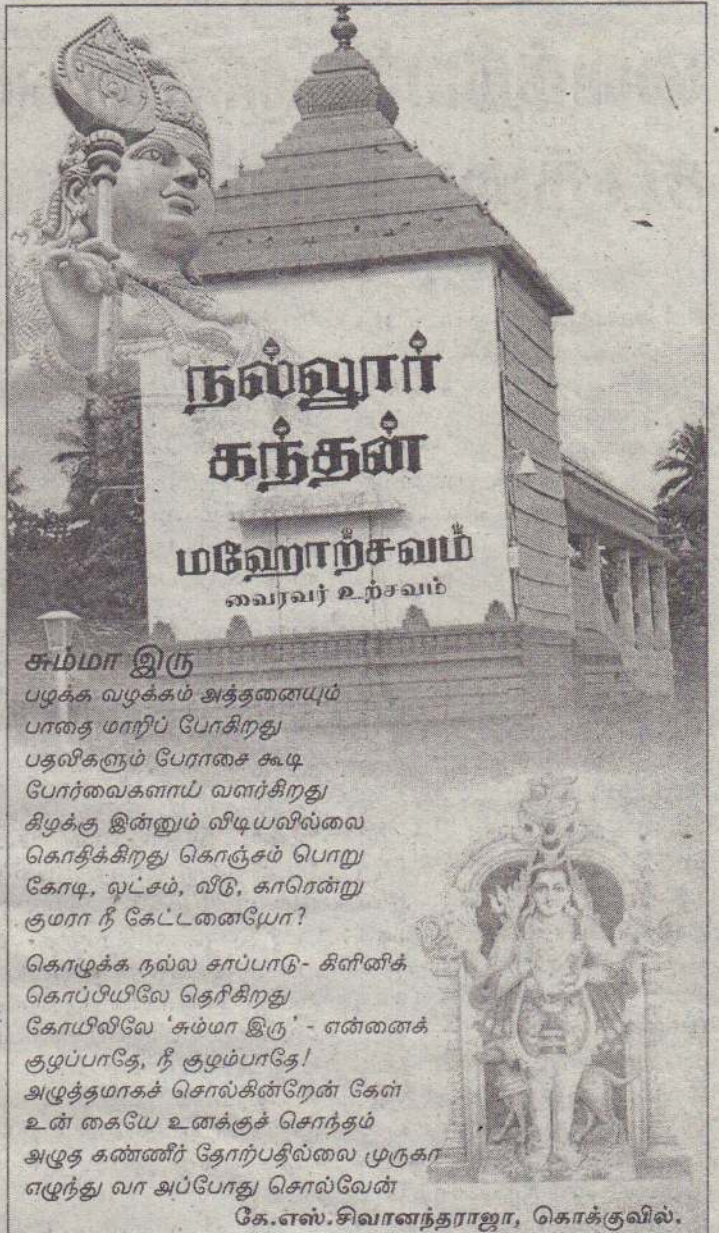 நல்லூர்
கந்தன்
மஹோற்சவம்
வைரவர் உற்சவம்
சும்மா இரு
பழக்க வழக்கம் அத்தனையும்
பாதை மாறிப் போகிறது
பதவிகளும் பேராசை கூடி
போர்வைகளாய் வளர்கிறது
கிழக்கு இன்னும் விடியவில்லை
கொதிக்கிறது கொஞ்சம் பொறு
கோடி, லட்சம், வீடு, காரென்று
குமரா நீ கேட்டனையோ?
கொழுக்க நல்ல சாப்பாடு- கிளினிக்
கொப்பியிலே தெரிகிறது
கோயிலிலே 'சும்மா இரு' - என்னைக்
குழப்பாதே, நீ குழம்பாதே!
அழுத்தமாகச் சொல்கின்றேன் கேள்
உன் கையே உனக்குச் சொந்தம்
அழுத கண்ணீர் தோற்பதில்லை முருகா
எழுந்து வா அப்போது சொல்வேன்
கே.எஸ்.சிவானந்தராஜா, கொக்குவில்.